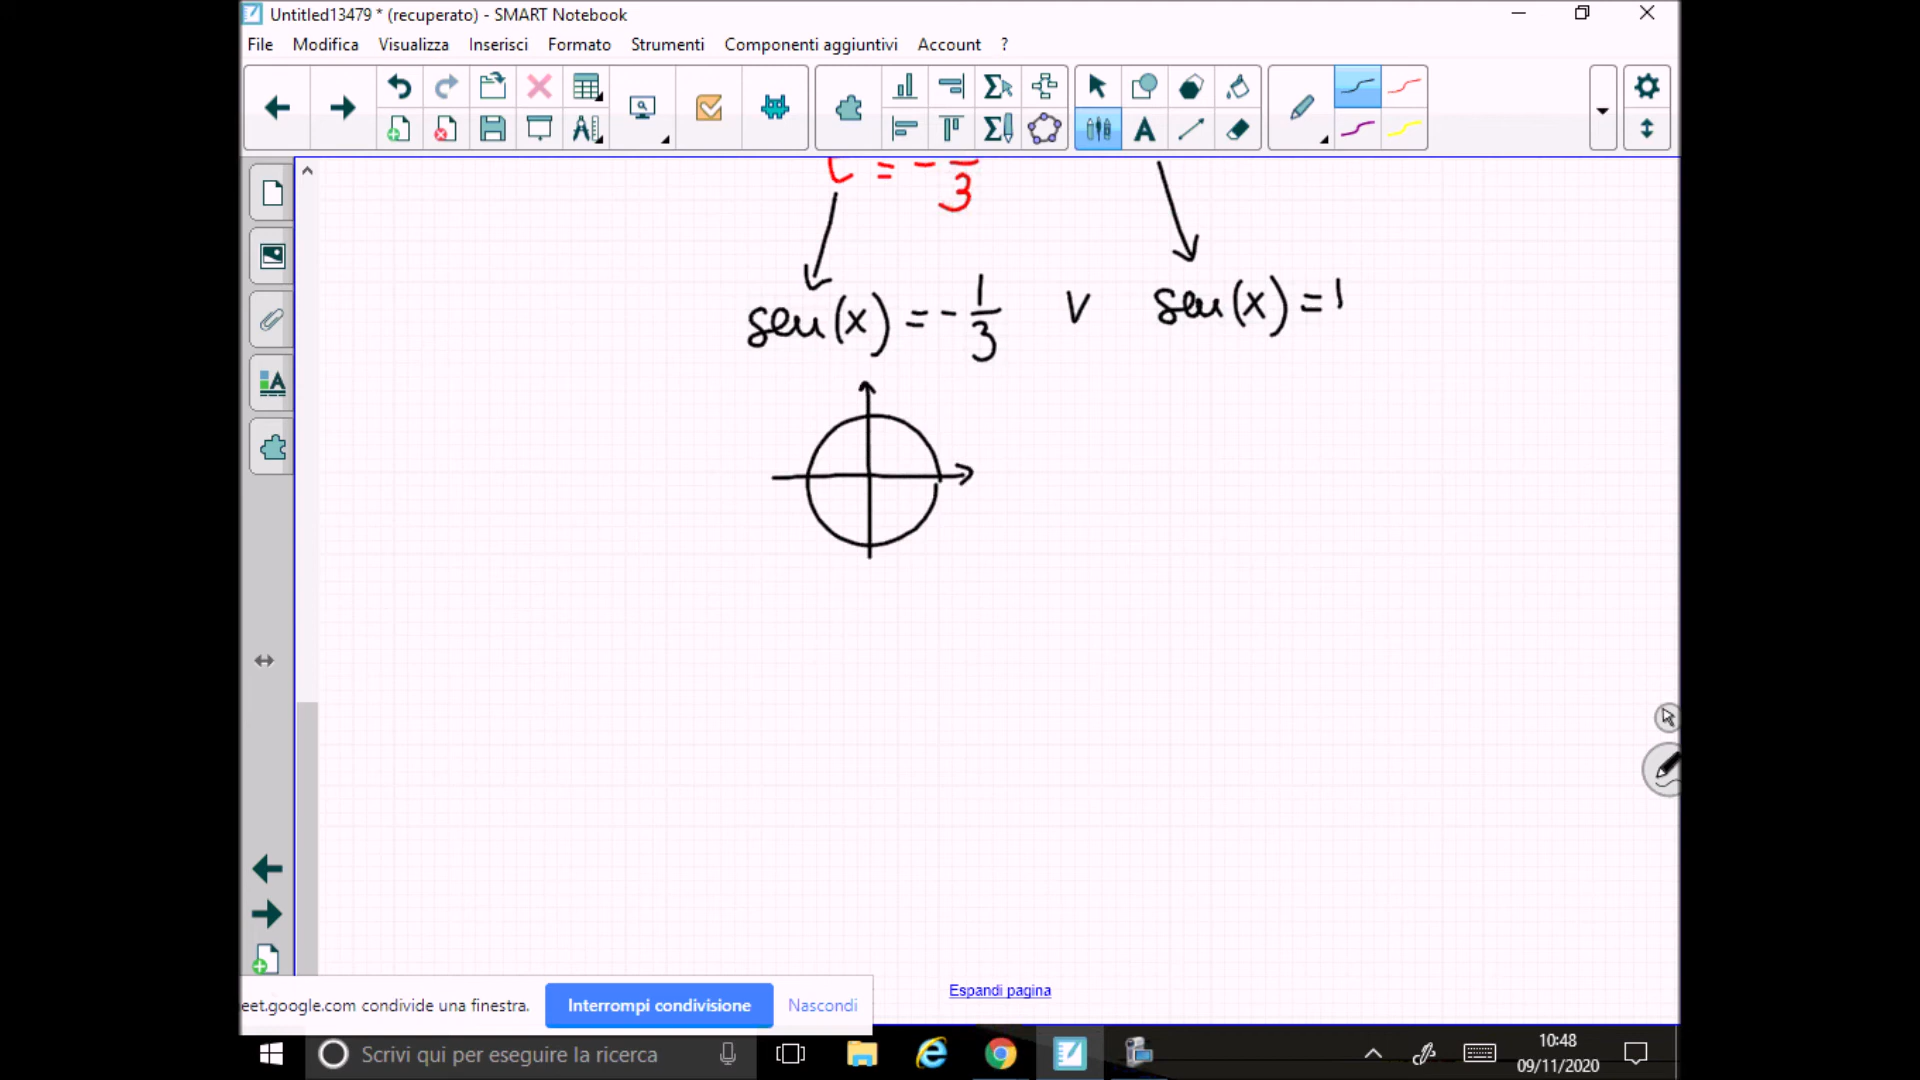 Untitled13479 * (recuperato) - SMART Notebook
File Modifica Visualizza Inserisci Formato Strumenti Componenti aggiuntivi Account ?
= - 3
sen(x) = - 1/3 v sen(x) = 1
Espandi pagina
eet.google.com condivide una finestra. Interrompi condivisione Nascondi
Scrivi qui per eseguire la ricerca
10:48
09/11/2020